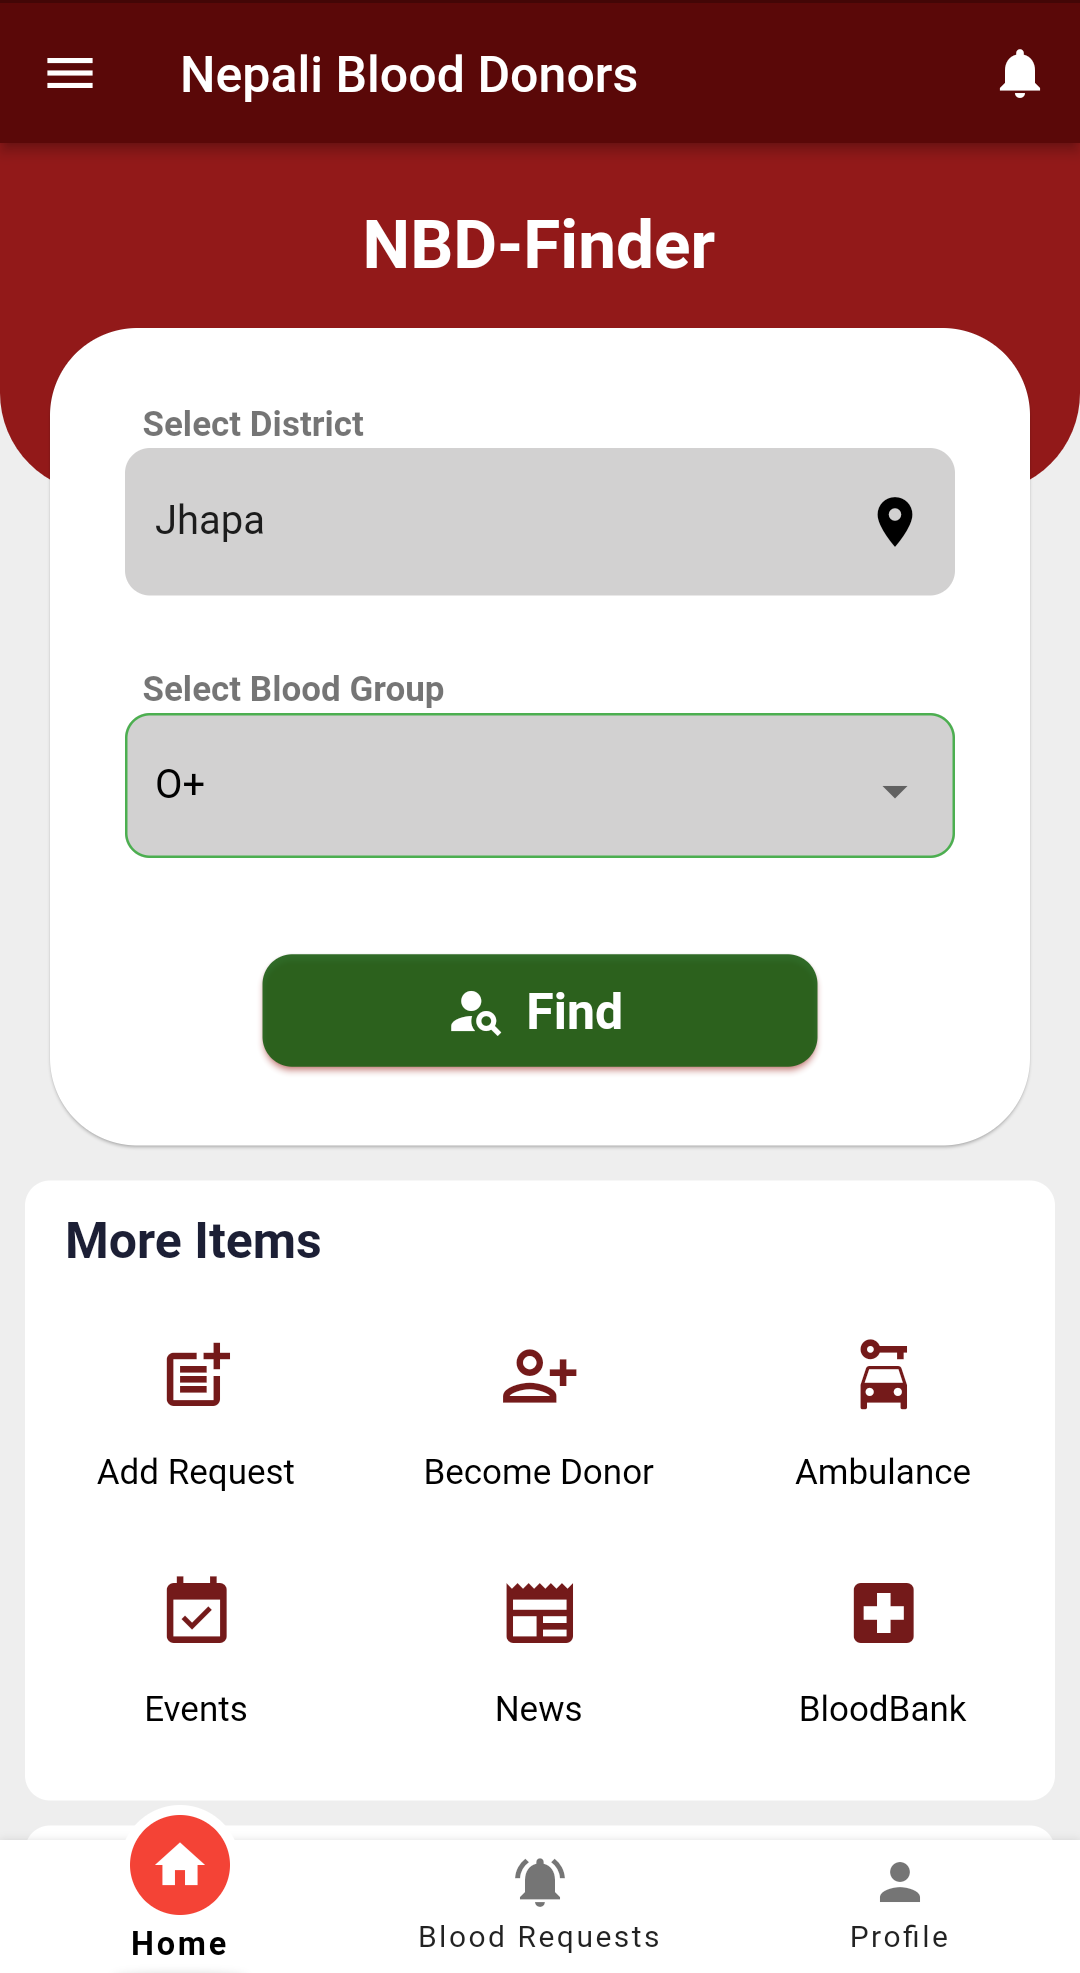 Nepali Blood Donors
NBD-Finder
Select District
Jhapa
Select Blood Group
O+
Find
More Items
Add Request
Become Donor
Ambulance
Events
News
BloodBank
Home
Blood Requests
Profile